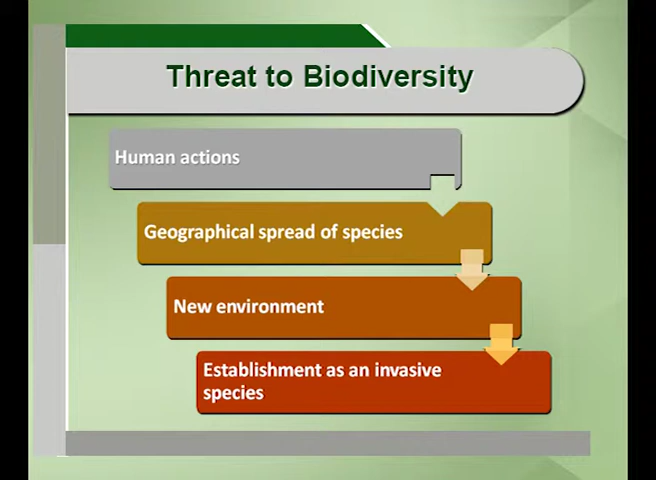 Threat to Biodiversity
Human actions
Geographical spread of species
New environment
Establishment as an invasive
species